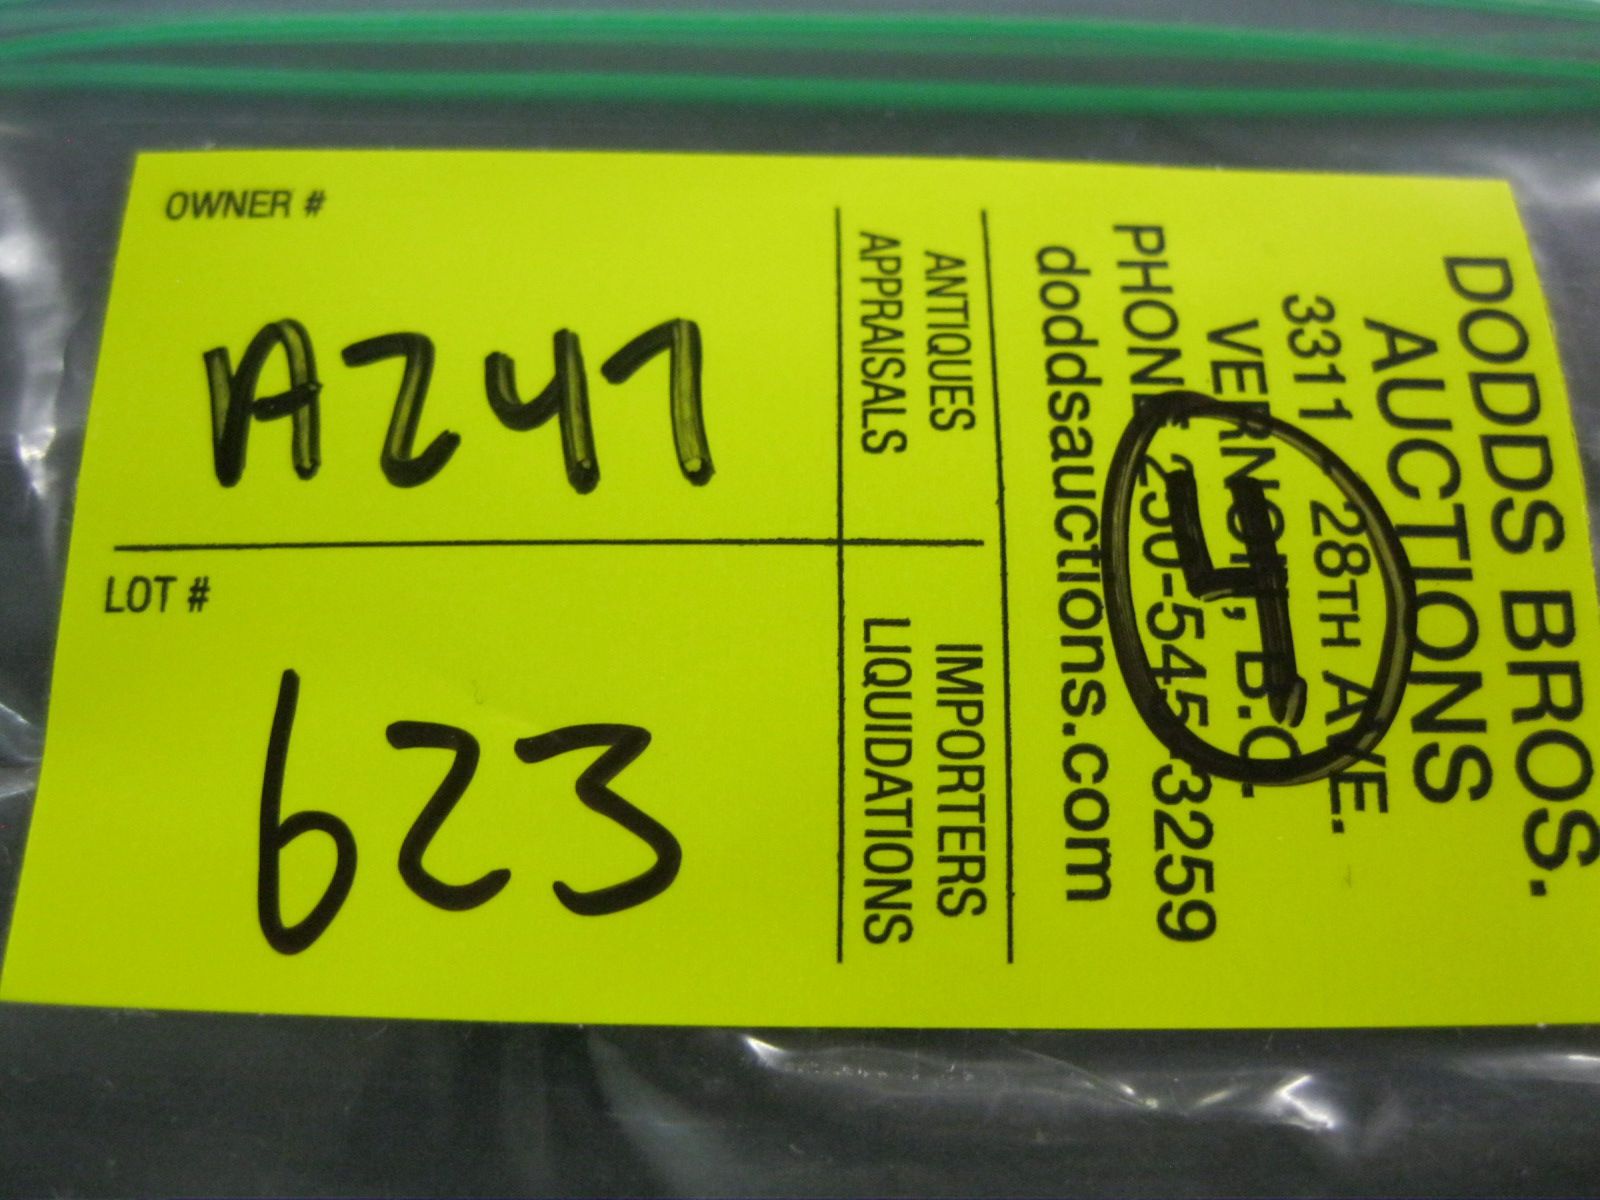 OWNER #
A247
LOT #
623
ANTIQUES
APPRAISALS
IMPORTERS
LIQUIDATIONS
DODDS BROS.
AUCTIONS
3311 28TH AVE.
VERNON, B.C.
PHONE 250-545-3259
doddsauctions.com
4